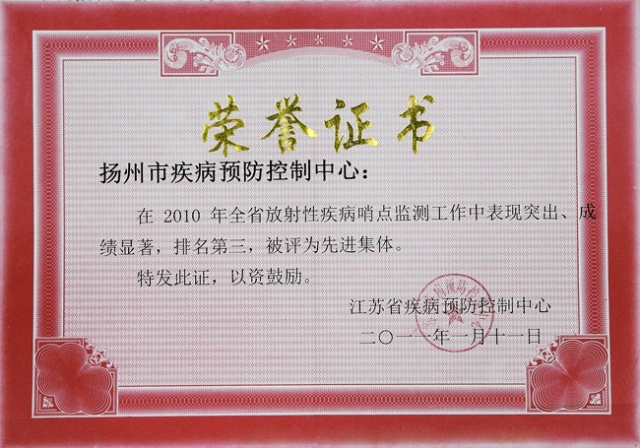 荣誉证书
扬州市疾病预防控制中心：
在 2010 年全省放射性疾病哨点监测工作中表现突出、成
绩显著，排名第三，被评为先进集体。
特发此证，以资鼓励。
江苏省疾病预防控制中心
二〇一一年一月十一日